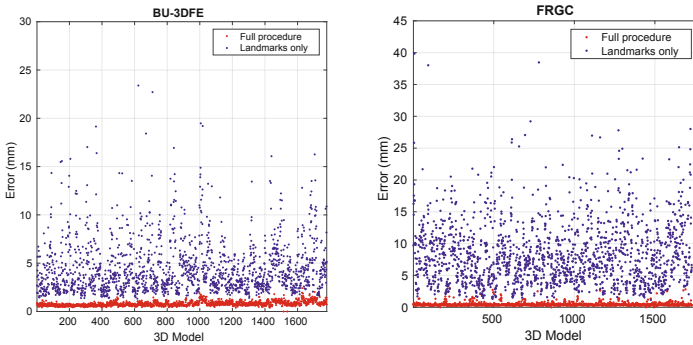 BU-3DFE
30
25
20
15
10
5
0
Error (mm)
Full procedure
Landmarks only
200 400 600 800 1000 1200 1400 1600
3D Model
FRGC
45
40
35
30
25
20
15
10
5
0
Error (mm)
Full procedure
Landmarks only
500 1000 1500
3D Model